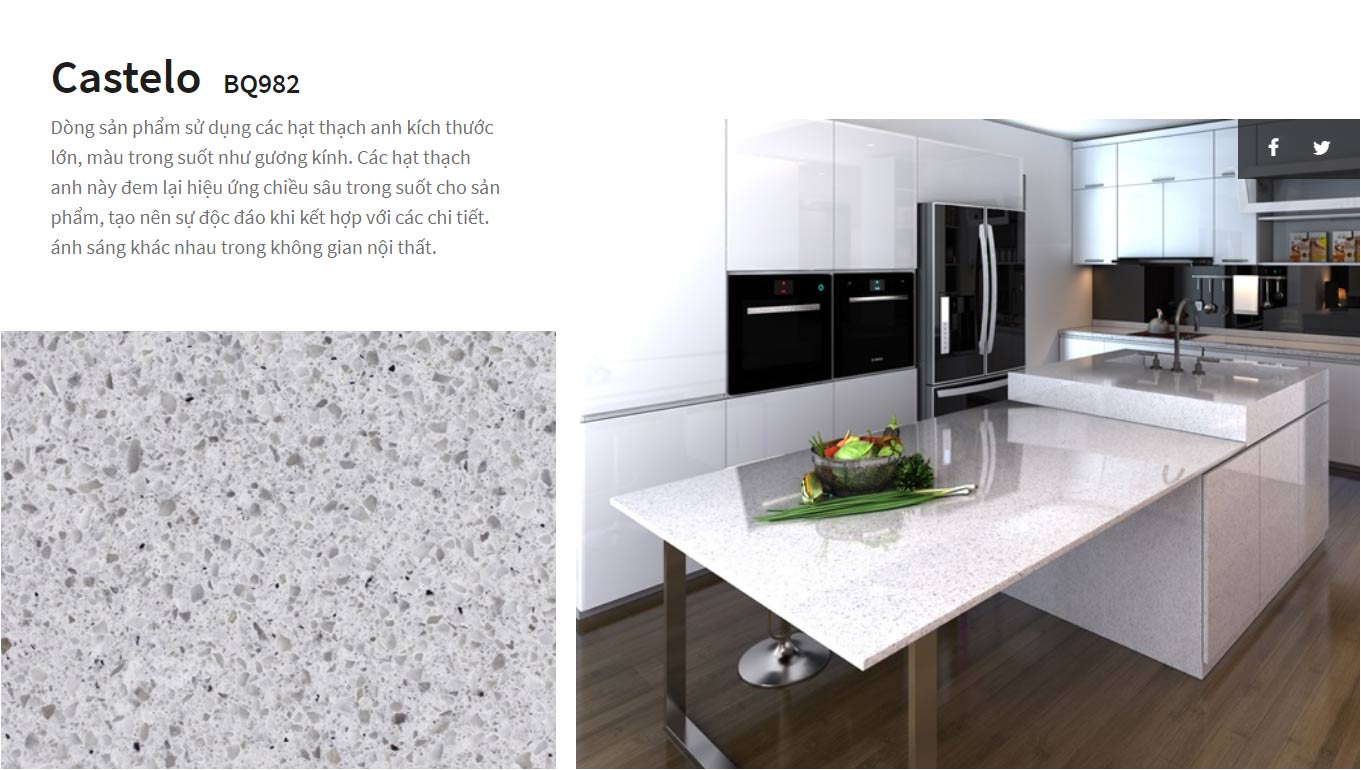 Castelo BQ982
Dòng sản phẩm sử dụng các hạt thạch anh kích thước
lớn, màu trong suốt như gương kính. Các hạt thạch
anh này đem lại hiệu ứng chiều sâu trong suốt cho sản
phẩm, tạo nên sự độc đáo khi kết hợp với các chi tiết.
ánh sáng khác nhau trong không gian nội thất.